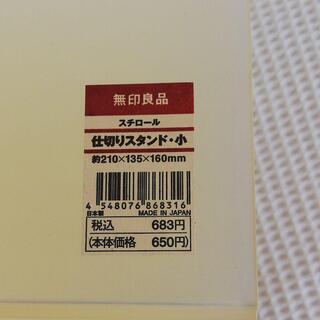 無印良品
スチロール
仕切りスタンド・小
約210×135×160mm
4 548076 868316
日本製 MADE IN JAPAN
税込 683円
(本体価格 650円)